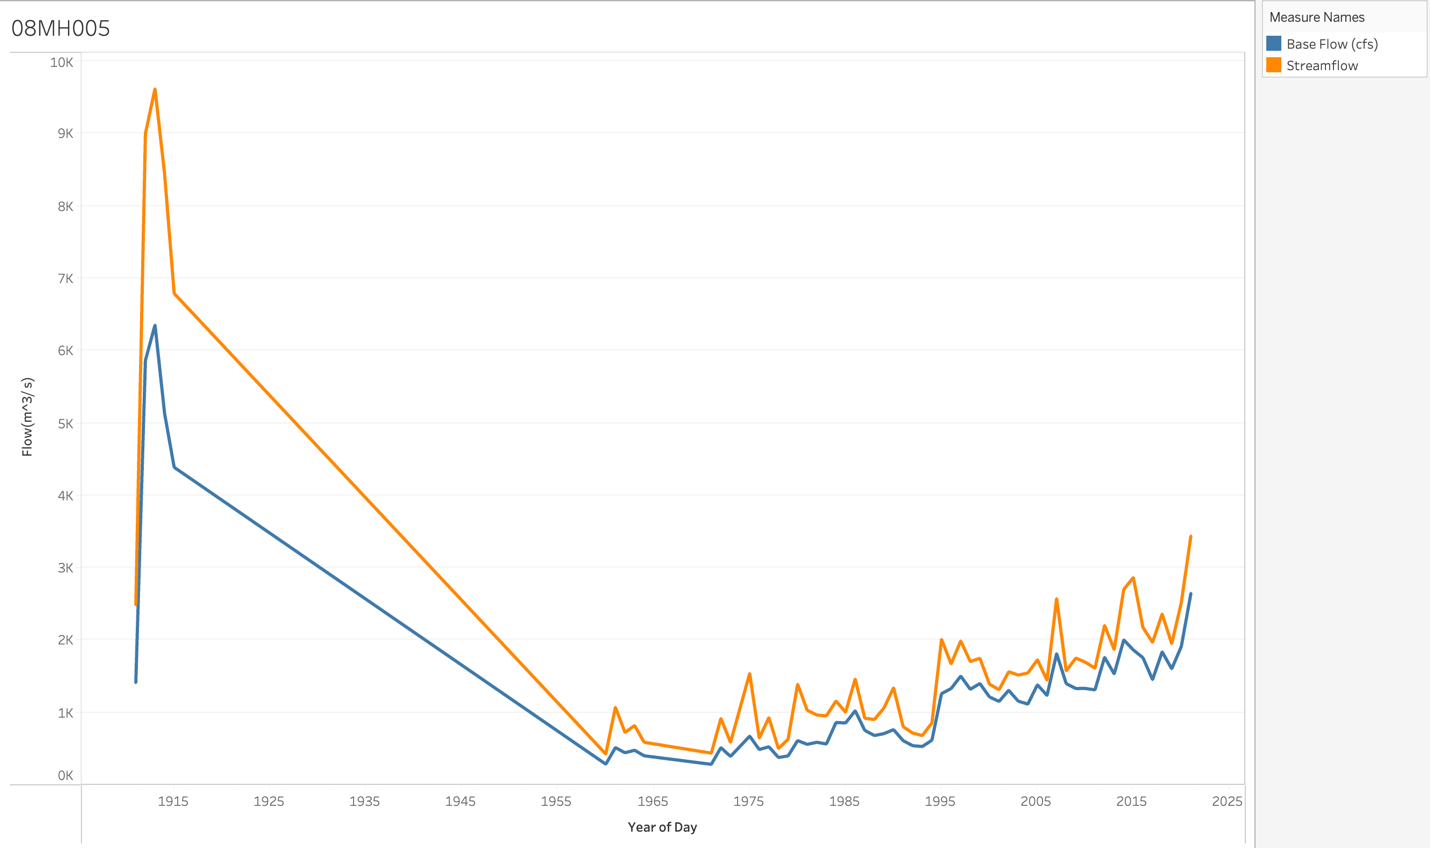 08MH005
Measure Names
Base Flow (cfs)
Streamflow
10K
9K
8K
7K
6K
5K
4K
3K
2K
1K
0K
Flow(m^3/ s)
1915 1925 1935 1945 1955 1965 1975 1985 1995 2005 2015 2025
Year of Day